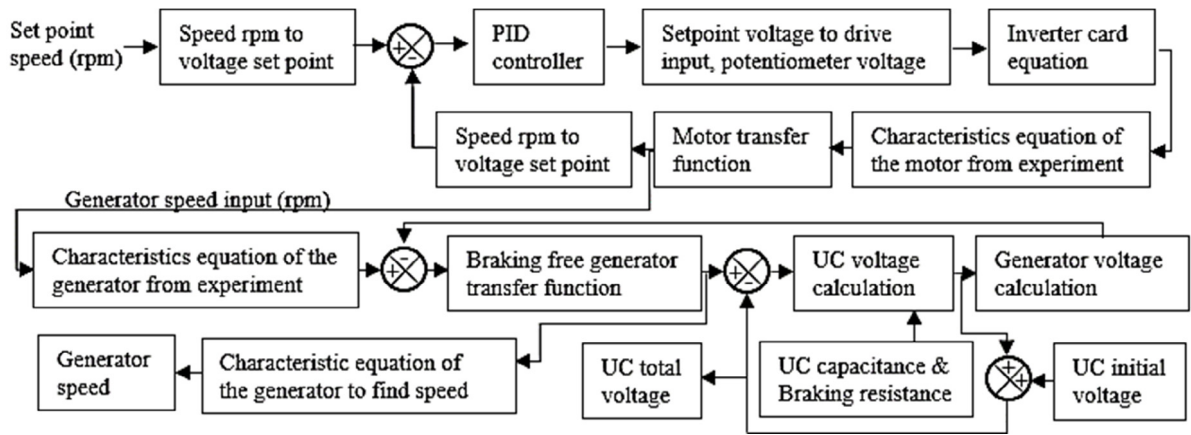 Set point
speed (rpm)
Speed rpm to
voltage set point
+
-
PID
controller
Setpoint voltage to drive
input, potentiometer voltage
Inverter card
equation
Speed rpm to
voltage set point
Motor transfer
function
Characteristics equation of
the motor from experiment
Generator speed input (rpm)
Characteristics equation of the
generator from experiment
+
-
Braking free generator
transfer function
+
-
UC voltage
calculation
Generator voltage
calculation
Generator
speed
Characteristic equation of
the generator to find speed
UC total
voltage
UC capacitance &
Braking resistance
+
+
UC initial
voltage